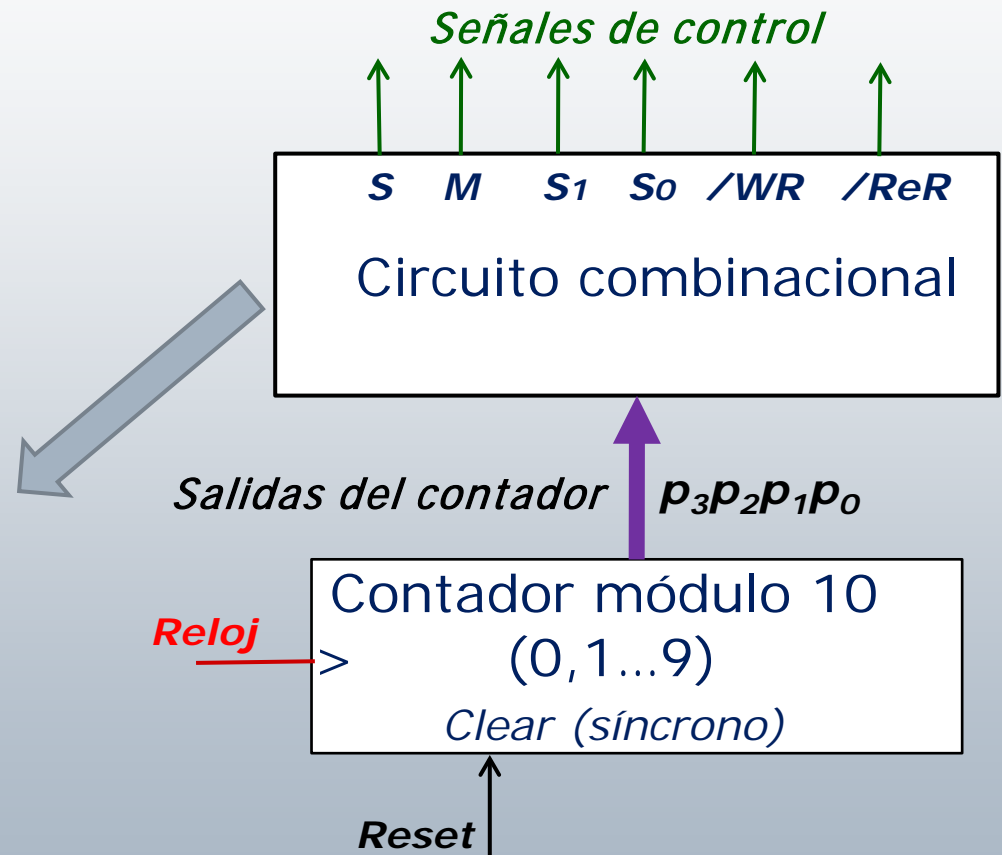 Señales de control
S M S1 S0 /WR /ReR
Circuito combinacional
Salidas del contador p3p2p1p0
Contador módulo 10
Reloj
> (0,1...9)
Clear (síncrono)
Reset